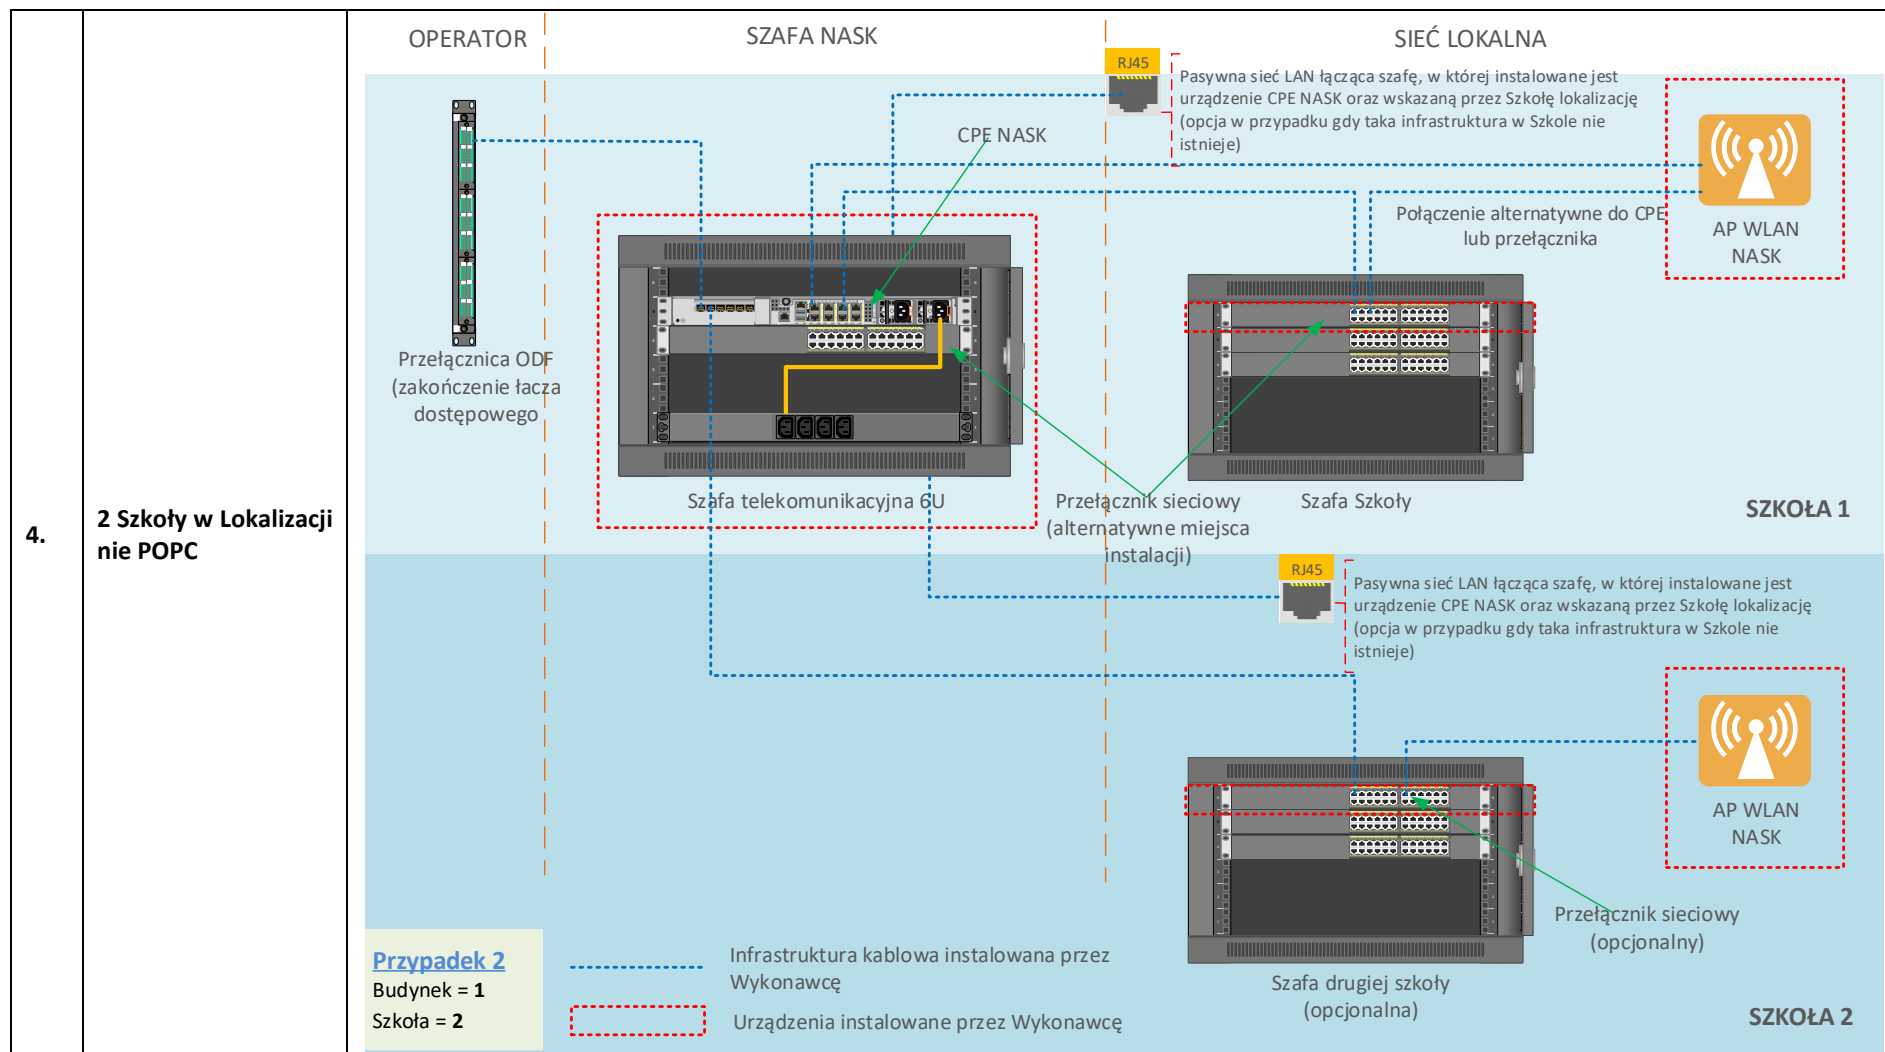 4.
2 Szkoły w Lokalizacji
nie POPC
OPERATOR
SZAFA NASK
SIEĆ LOKALNA
RJ45
Pasywna sieć LAN łącząca szafę, w której instalowane jest
urządzenie CPE NASK oraz wskazaną przez Szkołę lokalizację
(opcja w przypadku gdy taka infrastruktura w Szkole nie
istnieje)
CPE NASK
Połączenie alternatywne do CPE
lub przełącznika
AP WLAN
NASK
Przełącznica ODF
(zakończenie łacza
dostępowego
Szafa telekomunikacyjna 6U
Przełącznik sieciowy
(alternatywne miejsca
instalacji)
Szafa Szkoły
SZKOŁA 1
RJ45
Pasywna sieć LAN łącząca szafę, w której instalowane jest
urządzenie CPE NASK oraz wskazaną przez Szkołę lokalizację
(opcja w przypadku gdy taka infrastruktura w Szkole nie
istnieje)
AP WLAN
NASK
Przełącznik sieciowy
(opcjonalny)
Szafa drugiej szkoły
(opcjonalna)
SZKOŁA 2
Przypadek 2
Budynek = 1
Szkoła = 2
Infrastruktura kablowa instalowana przez
Wykonawcę
Urządzenia instalowane przez Wykonawcę